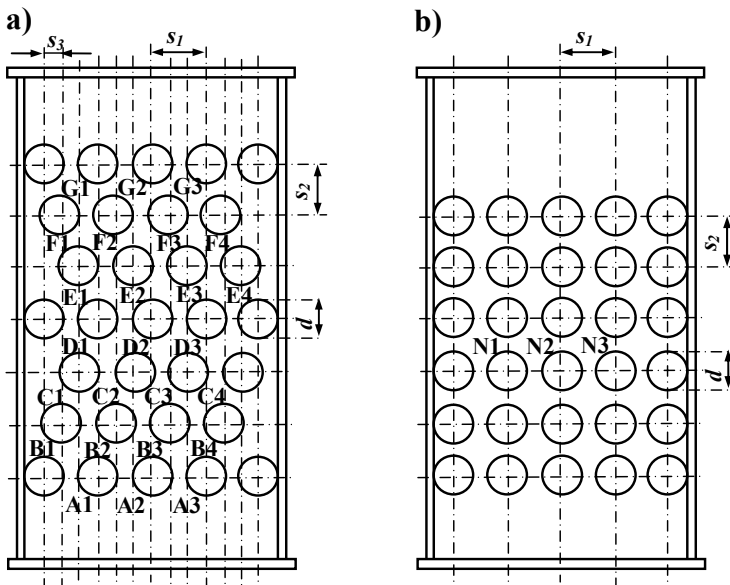 a)
s3
s1
G1 G2 G3
s2
F1 F2 F3 F4
E1 E2 E3 E4
d
D1 D2 D3
C1 C2 C3 C4
B1 B2 B3 B4
A1 A2 A3
b)
s1
s2
N1 N2 N3
d